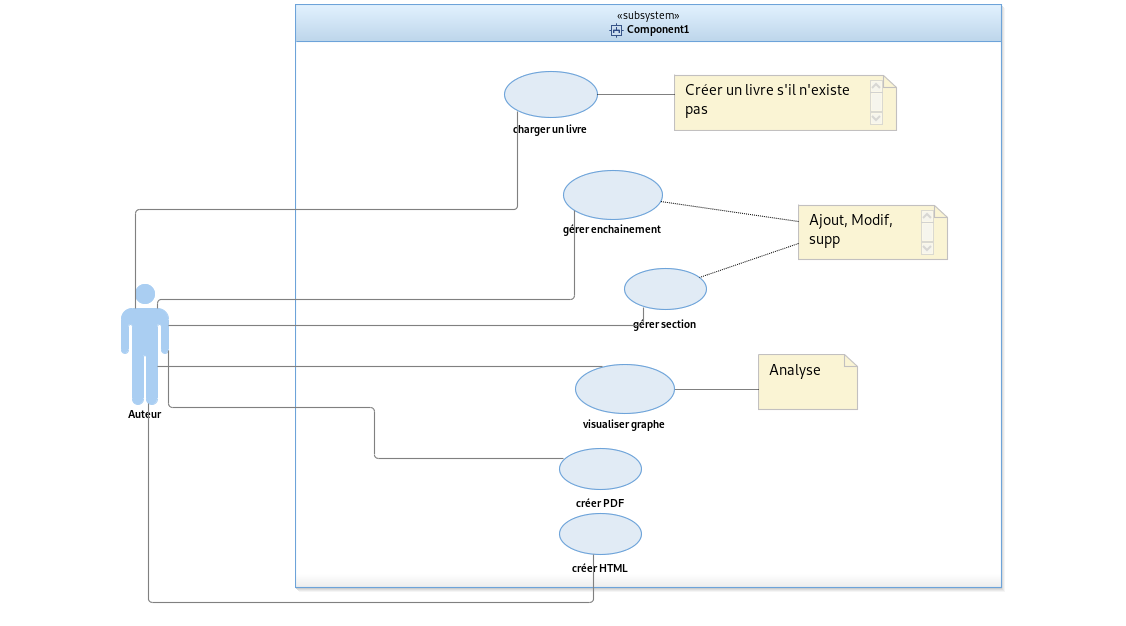 «subsystem»
Component1
Créer un livre s'il n'existe
pas
charger un livre
gérer enchainement
Ajout, Modif,
supp
gérer section
Analyse
Auteur
visualiser graphe
créer PDF
créer HTML